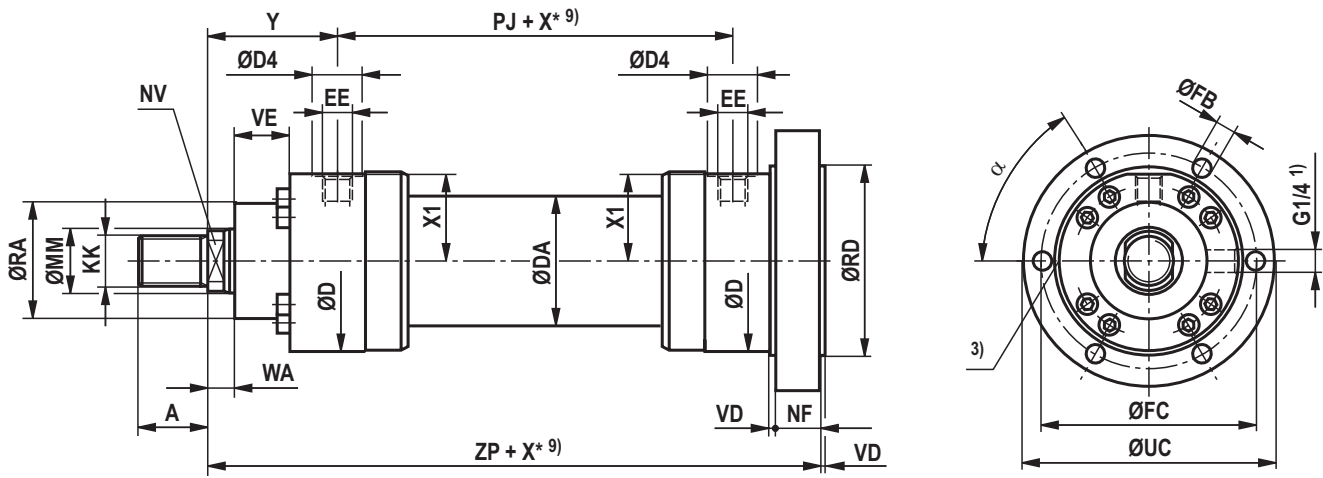 Y
PJ + X* 9)
ØD4
ØD4
NV
EE
EE
VE
ØFB
α
G1/4 1)
X1
X1
ØRA
ØMM
KK
ØD
ØDA
ØD
ØRD
3)
WA
A
VD
NF
ØFC
ZP + X* 9)
VD
ØUC